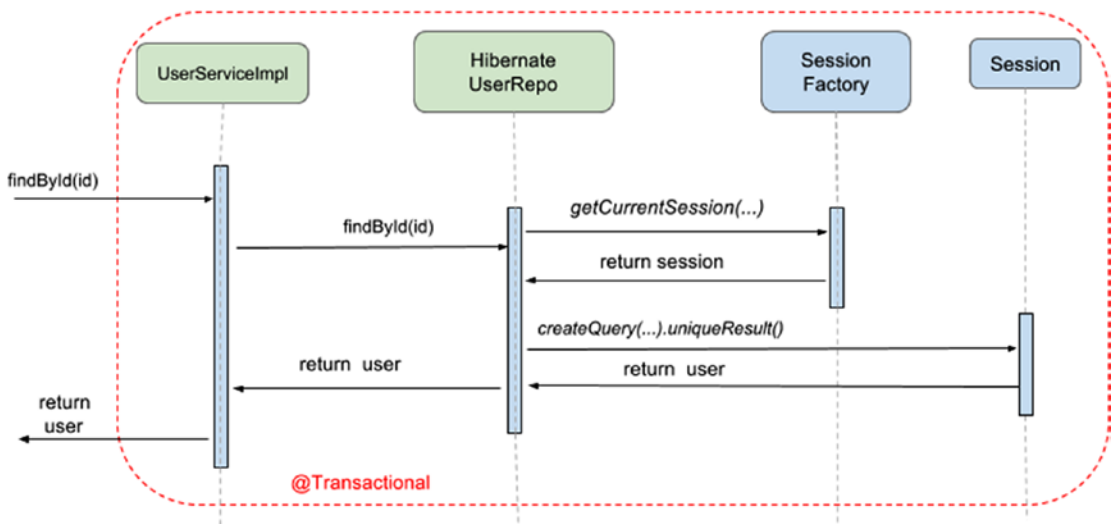 UserServiceImpl
Hibernate
UserRepo
Session
Factory
Session
findById(id)
findById(id)
getCurrentSession(...)
return session
createQuery(...).uniqueResult()
return user
return user
return
user
@Transactional